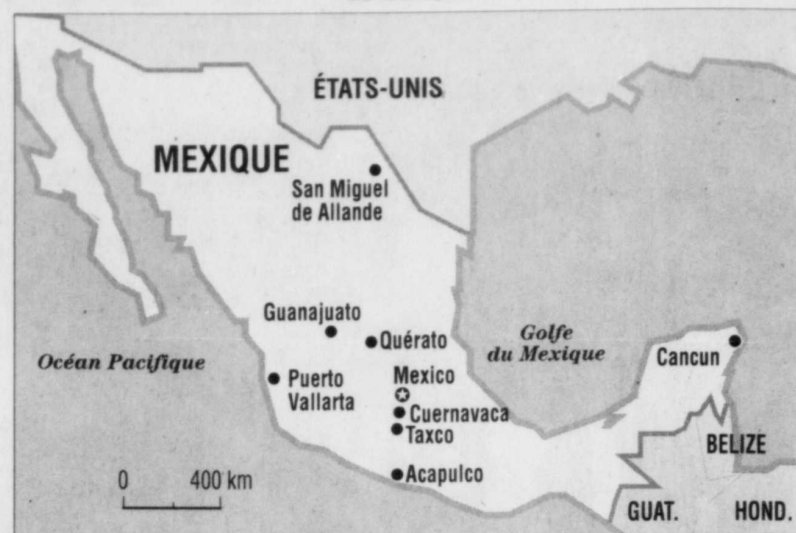 ÉTATS-UNIS
MEXIQUE
San Miguel
de Allande
Guanajuato
Quérato
Golfe
du Mexique
Cancun
Océan Pacifique
Puerto
Vallarta
Mexico
Cuernavaca
Taxco
BELIZE
Acapulco
0 400 km
GUAT.
HOND.